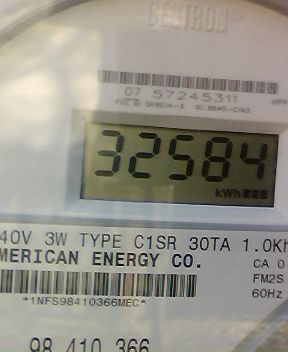 CENTRON®
07 57245311
32584
kWh
40V 3W TYPE C1SR 30TA 1.0Kh
MERICAN ENERGY CO.
CA 0
FM2S
*1NFS98410366MEC*
60Hz
98 410 366